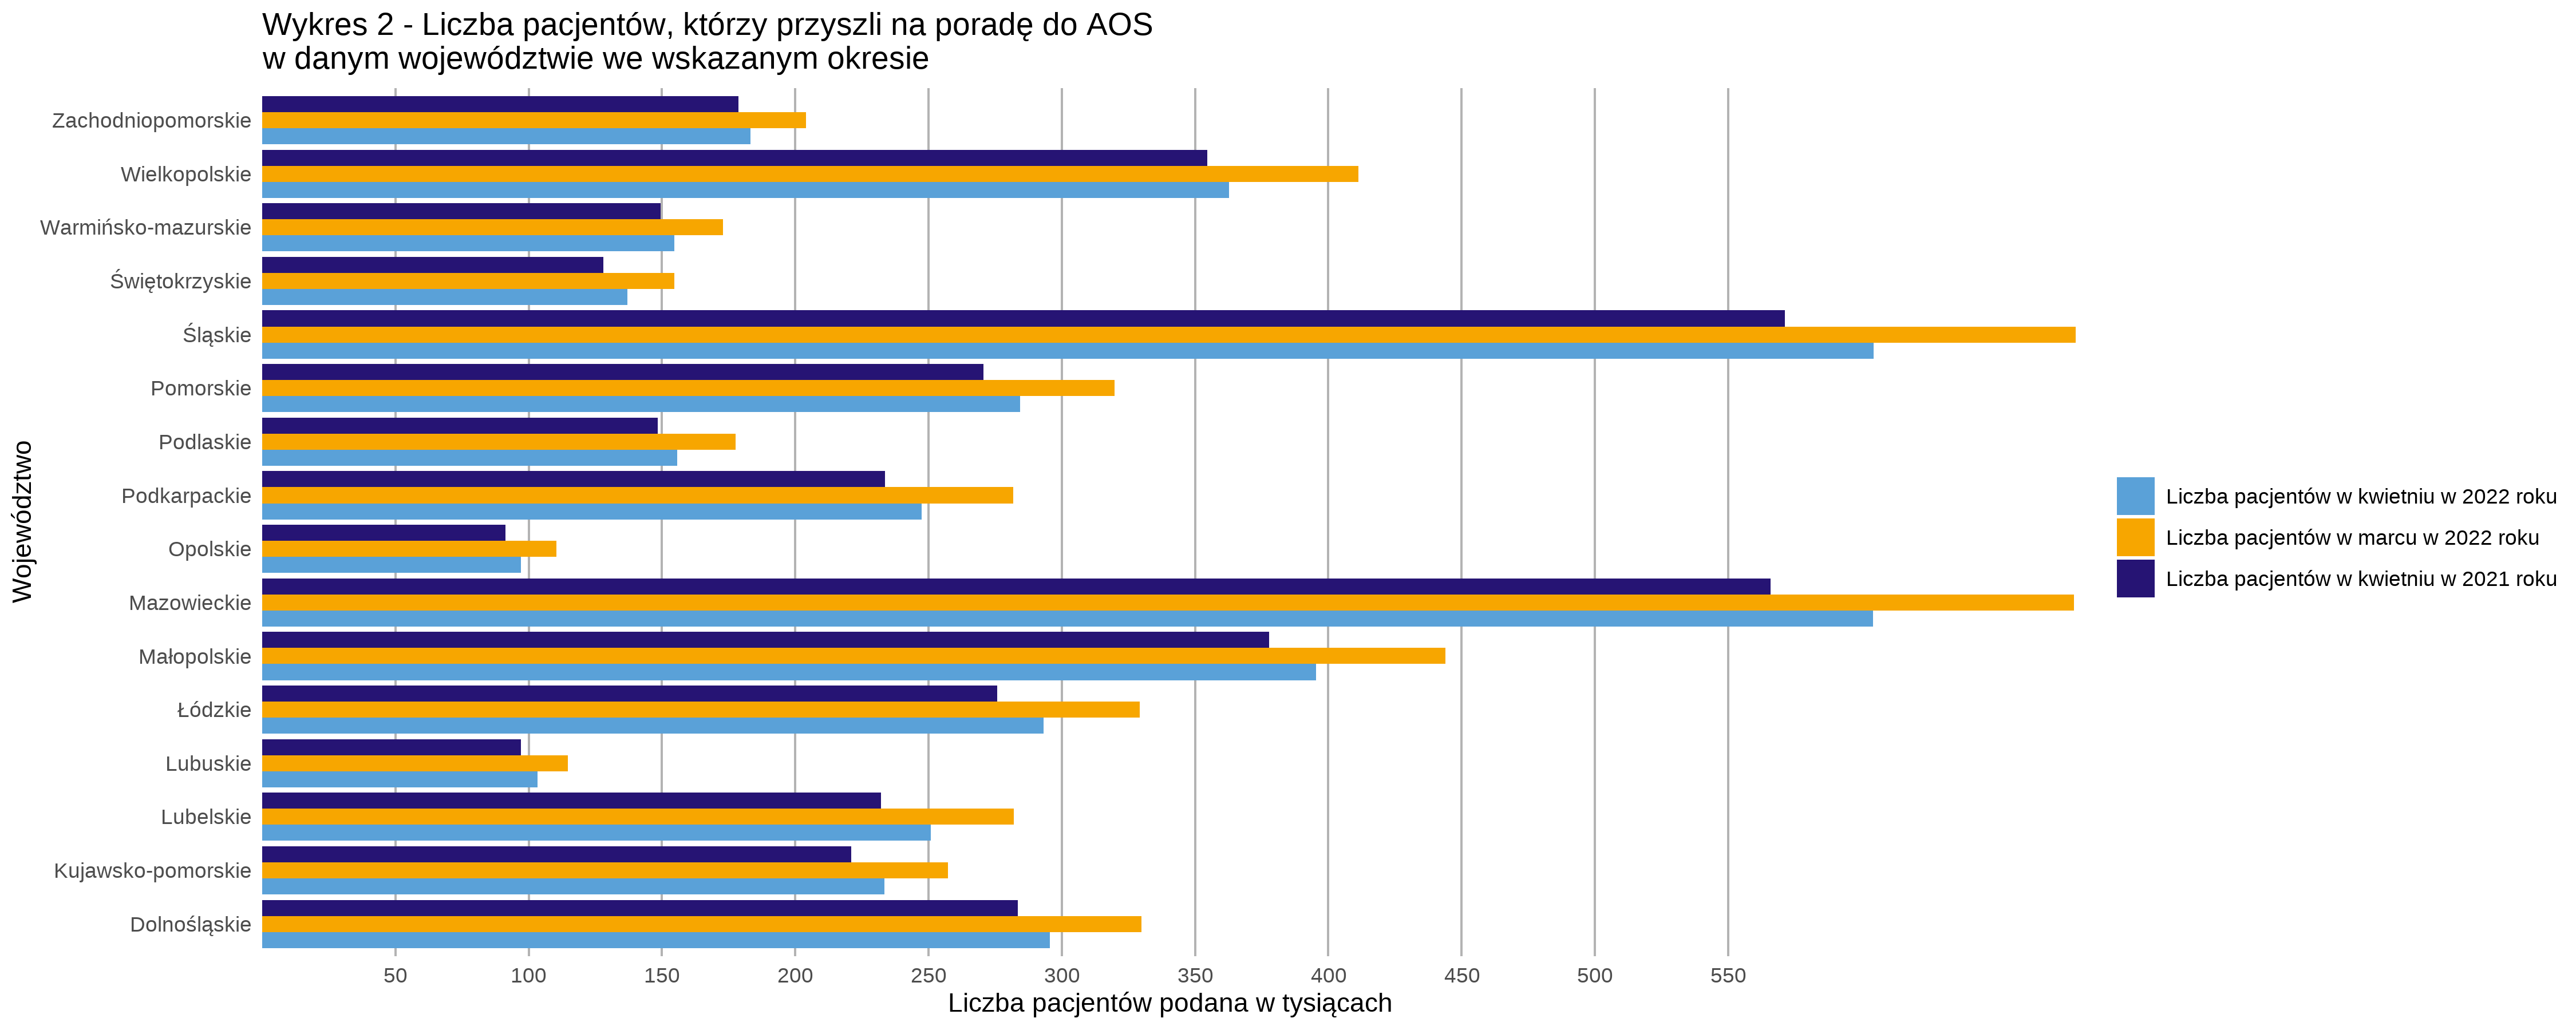 Wykres 2 - Liczba pacjentów, którzy przyszli na poradę do AOS
w danym województwie we wskazanym okresie
Województwo
Zachodniopomorskie
Wielkopolskie
Warmińsko-mazurskie
Świętokrzyskie
Śląskie
Pomorskie
Podlaskie
Podkarpackie
Opolskie
Mazowieckie
Małopolskie
Łódzkie
Lubuskie
Lubelskie
Kujawsko-pomorskie
Dolnośląskie
50 100 150 200 250 300 350 400 450 500 550
Liczba pacjentów podana w tysiącach
Liczba pacjentów w kwietniu w 2022 roku
Liczba pacjentów w marcu w 2022 roku
Liczba pacjentów w kwietniu w 2021 roku